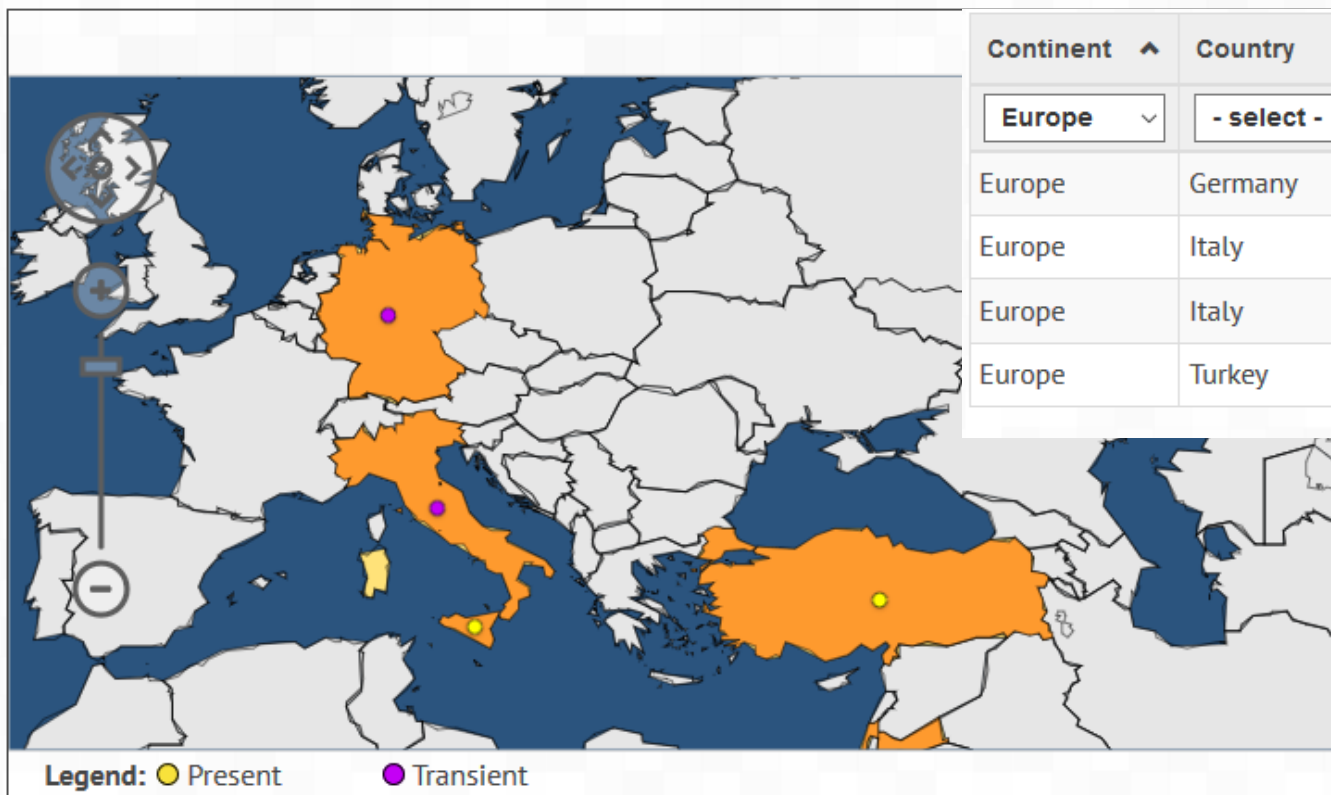 Continent Country
Europe - select -
Europe Germany
Europe Italy
Europe Italy
Europe Turkey
Legend: Present Transient